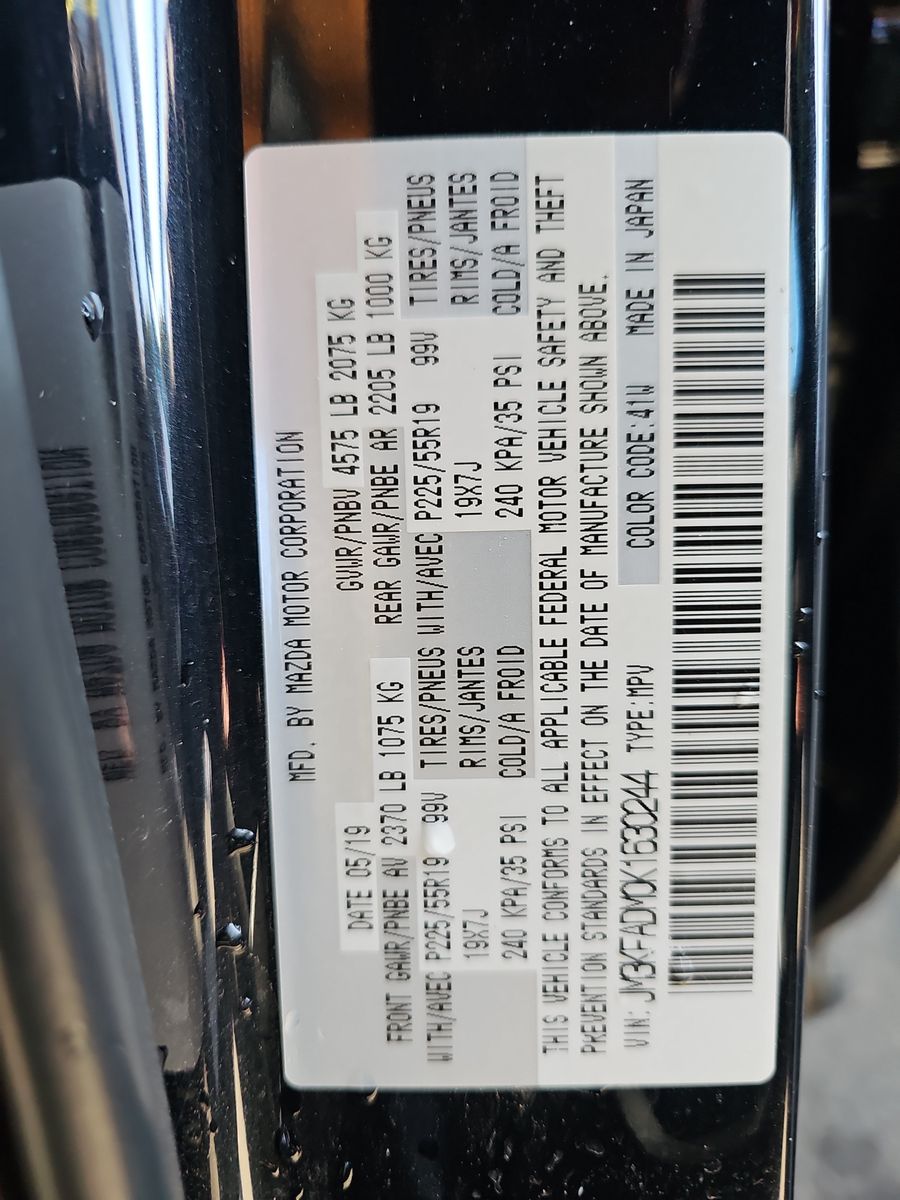 MFD. BY MAZDA MOTOR CORPORATION
DATE 05/19 GVWR/PNBV 4575 LB 2075 KG
FRONT GAWR/PNBE AV 2370 LB 1075 KG REAR GAWR/PNBE AR 2205 LB 1000 KG
WITH/AVEC P225/55R19 99V TIRES/PNEUS WITH/AVEC P225/55R19 99V TIRES/PNEUS
19X7J RIMS/JANTES 19X7J RIMS/JANTES
240 KPA/35 PSI COLD/A FROID 240 KPA/35 PSI COLD/A FROID
THIS VEHICLE CONFORMS TO ALL APPLICABLE FEDERAL MOTOR VEHICLE SAFETY AND THEFT
PREVENTION STANDARDS IN EFFECT ON THE DATE OF MANUFACTURE SHOWN ABOVE.
VIN: JM3KFADM0K1630244 TYPE:MPV COLOR CODE:41W MADE IN JAPAN